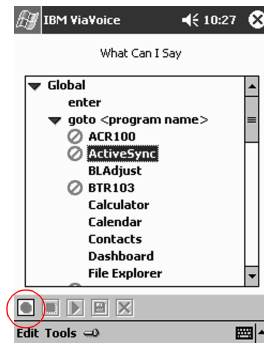 IBM ViaVoice 10:27
What Can I Say
Global
enter
goto <program name>
ACR100
ActiveSync
BLAdjust
BTR103
Calculator
Calendar
Contacts
Dashboard
File Explorer
Edit Tools